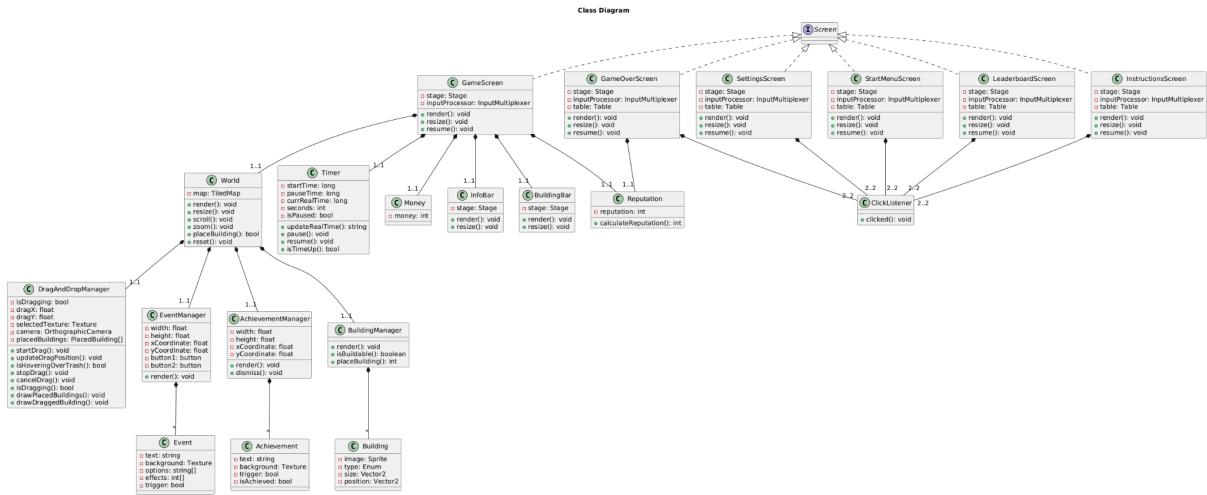 Class Diagram
I Screen
C GameScreen
stage: Stage
inputProcessor: InputMultiplexer
render(): void
resize(): void
resume(): void
C GameOverScreen
stage: Stage
inputProcessor: InputMultiplexer
table: Table
render(): void
resize(): void
resume(): void
C SettingsScreen
stage: Stage
inputProcessor: InputMultiplexer
table: Table
render(): void
resize(): void
resume(): void
C StartMenuScreen
stage: Stage
inputProcessor: InputMultiplexer
table: Table
render(): void
resize(): void
resume(): void
C LeaderboardScreen
stage: Stage
inputProcessor: InputMultiplexer
table: Table
render(): void
resize(): void
resume(): void
C InstructionsScreen
stage: Stage
inputProcessor: InputMultiplexer
table: Table
render(): void
resize(): void
resume(): void
1..1
1..1
1..1
1..1
1..1
1..1
1..1
2..2
2..2
2..2
2..2
2..2
C World
map: TiledMap
render(): void
resize(): void
scroll(): void
zoom(): void
placeBuilding(): bool
reset(): void
C Timer
startTime: long
pauseTime: long
currRealTime: long
seconds: int
isPaused: bool
updateRealTime(): string
pause(): void
resume(): void
isTimeUp(): bool
C Money
money: int
C InfoBar
stage: Stage
render(): void
resize(): void
C BuildingBar
stage: Stage
render(): void
resize(): void
C Reputation
reputation: int
calculateReputation(): int
C ClickListener
clicked(): void
1..1
1..1
1..1
1..1
C DragAndDropManager
isDragging: bool
dragX: float
dragY: float
selectedTexture: Texture
camera: OrthographicCamera
placedBuildings: PlacedBuilding[]
startDrag(): void
updateDragPosition(): void
isHoveringOverTrash(): bool
stopDrag(): void
cancelDrag(): void
isDragging(): bool
drawPlacedBuildings(): void
drawDraggedBuilding(): void
C EventManager
width: float
height: float
xCoordinate: float
yCoordinate: float
button1: button
button2: button
render(): void
C AchievementManager
width: float
height: float
xCoordinate: float
yCoordinate: float
render(): void
dismiss(): void
C BuildingManager
render(): void
isBuildable(): boolean
placeBuilding(): int
*
*
*
C Event
text: string
background: Texture
options: string[]
effects: int[]
trigger: bool
C Achievement
text: string
background: Texture
trigger: bool
isAchieved: bool
C Building
image: Sprite
type: Enum
size: Vector2
position: Vector2